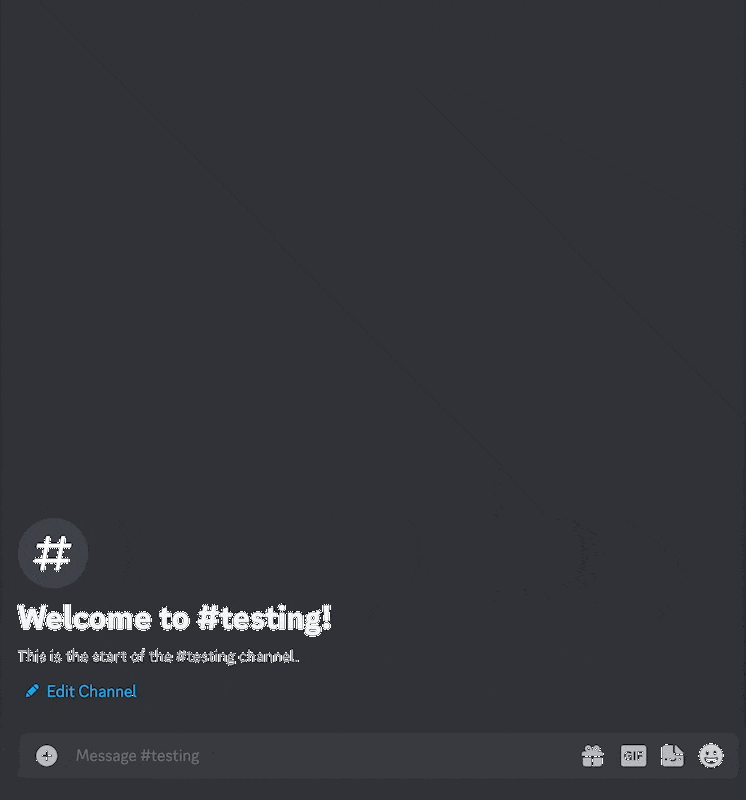 #
Welcome to #testing!
This is the start of the #testing channel.
Edit Channel
Message #testing
GIF